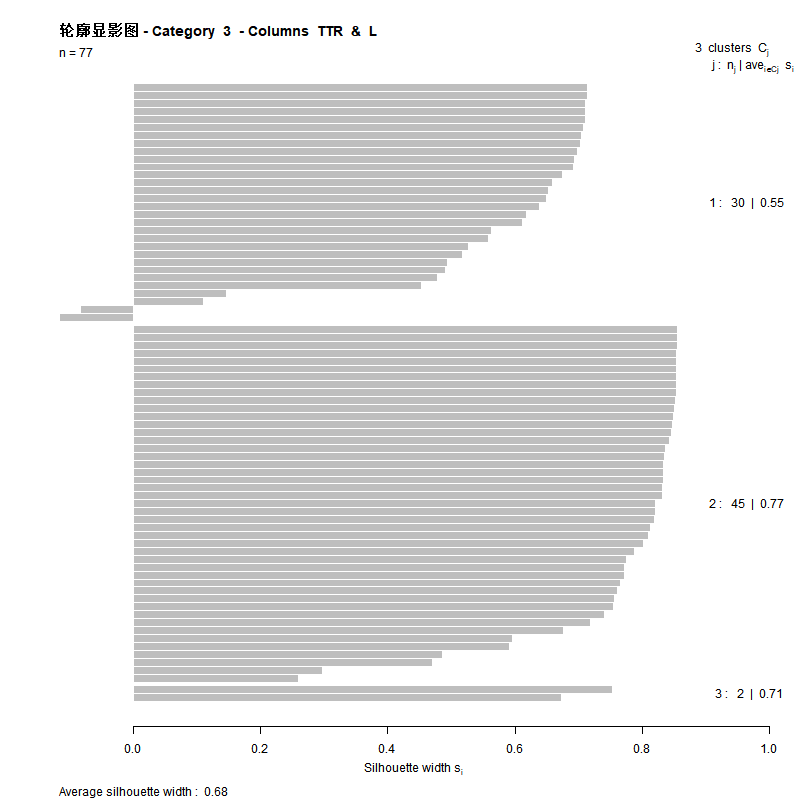 轮廓显影图 - Category 3 - Columns TTR & L
n = 77
3 clusters Cj
j : nj | avei∈Cj si
1 : 30 | 0.55
2 : 45 | 0.77
3 : 2 | 0.71
0.0 0.2 0.4 0.6 0.8 1.0
Silhouette width si
Average silhouette width : 0.68